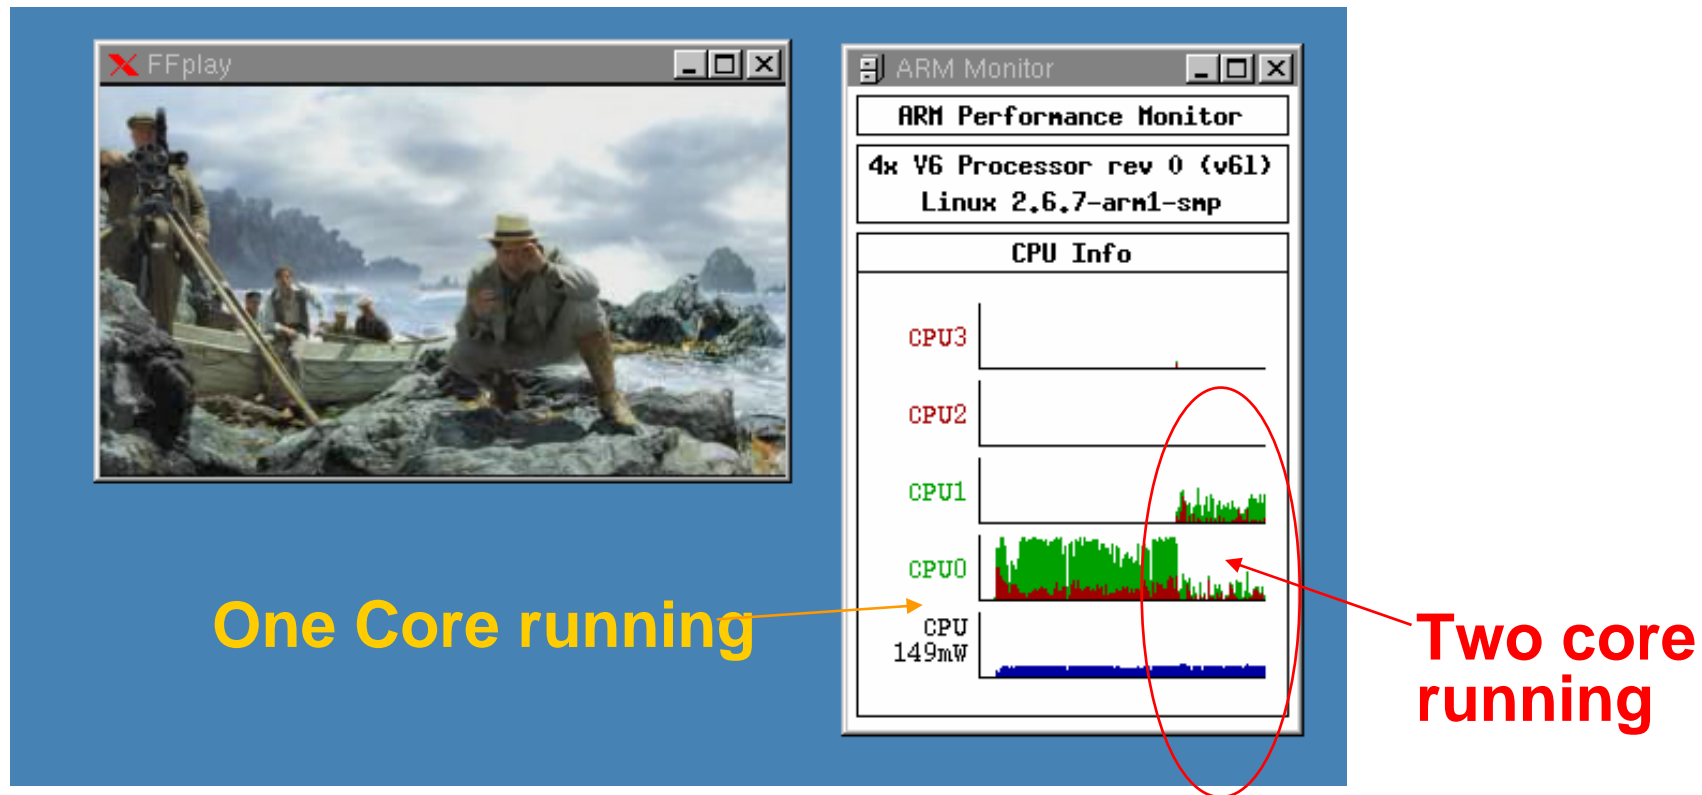 FFplay
ARM Monitor
ARM Performance Monitor
4x V6 Processor rev 0 (v6l)
Linux 2.6.7-arm1-smp
CPU Info
CPU3
CPU2
CPU1
CPU0
CPU
149mW
One Core running
Two core
running